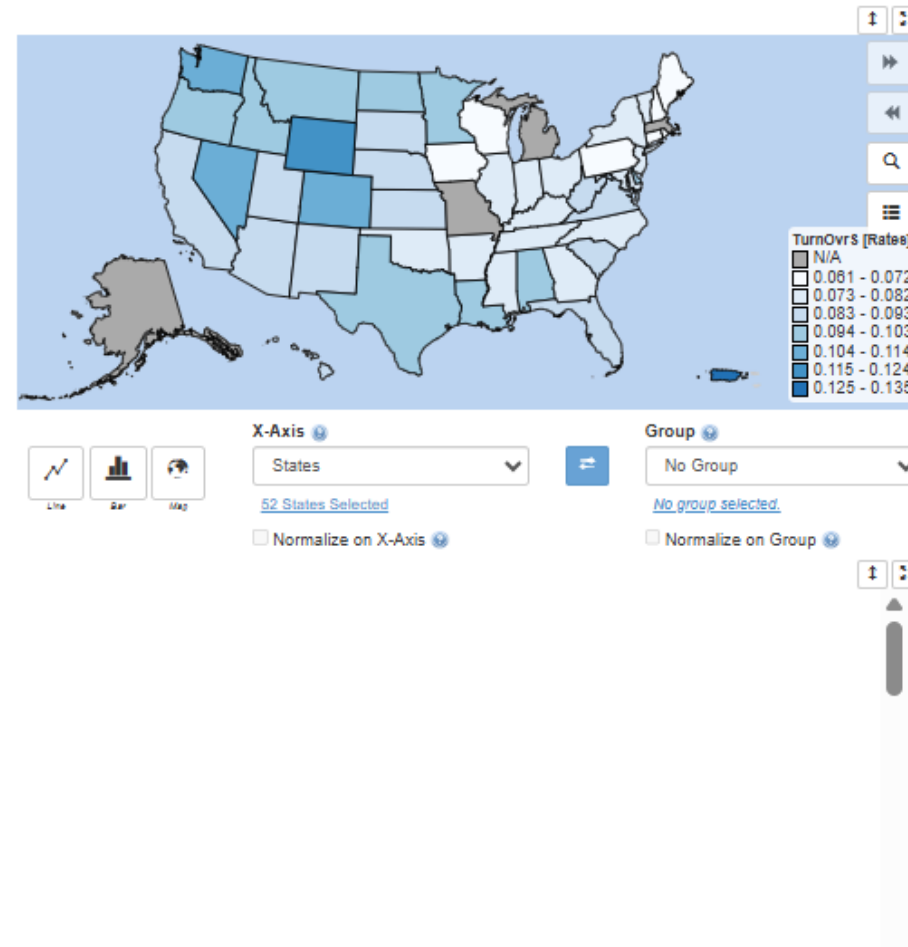 TurnOvrS [Rates]
N/A
0.061 - 0.072
0.073 - 0.082
0.083 - 0.093
0.094 - 0.103
0.104 - 0.114
0.115 - 0.124
0.125 - 0.135
X-Axis
Group
States
No Group
Line
Bar
Map
52 States Selected
No group selected.
Normalize on X-Axis
Normalize on Group